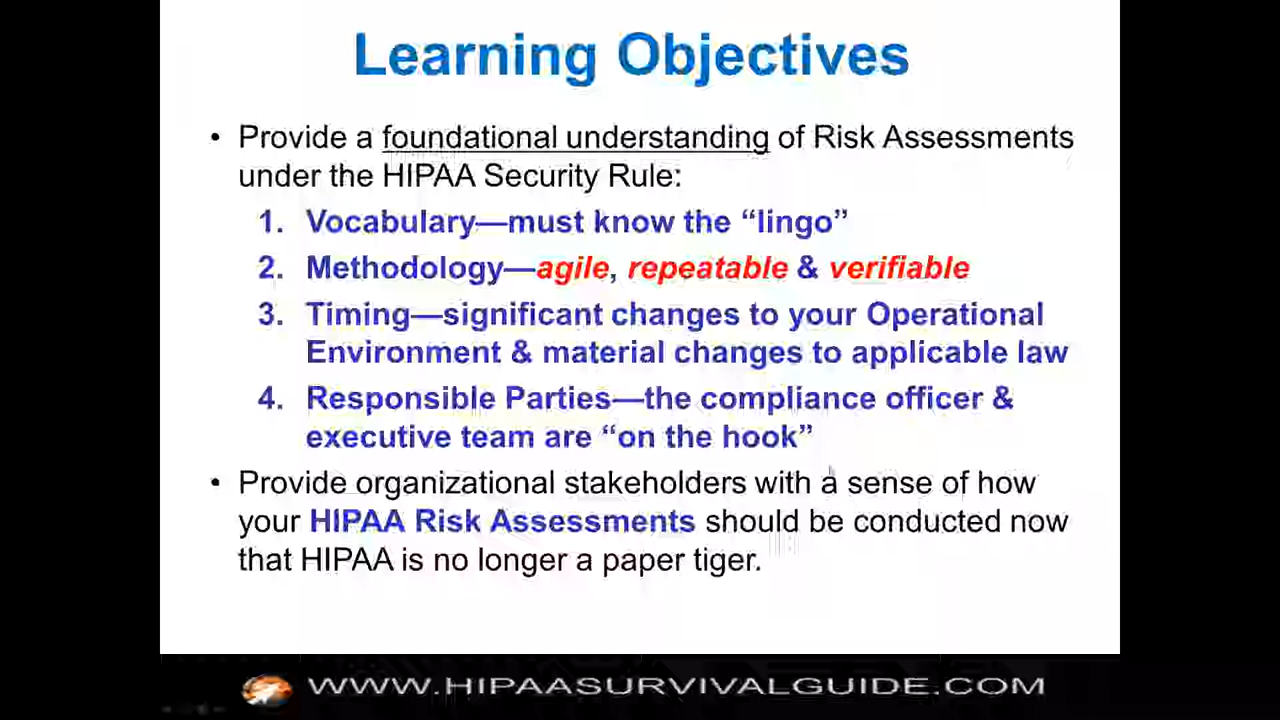 Learning Objectives
• Provide a foundational understanding of Risk Assessments
under the HIPAA Security Rule:
1. Vocabulary—must know the “lingo”
2. Methodology—agile, repeatable & verifiable
3. Timing—significant changes to your Operational
Environment & material changes to applicable law
4. Responsible Parties—the compliance officer &
executive team are “on the hook”
• Provide organizational stakeholders with a sense of how
your HIPAA Risk Assessments should be conducted now
that HIPAA is no longer a paper tiger.
WWW.HIPAASURVIVALGUIDE.COM